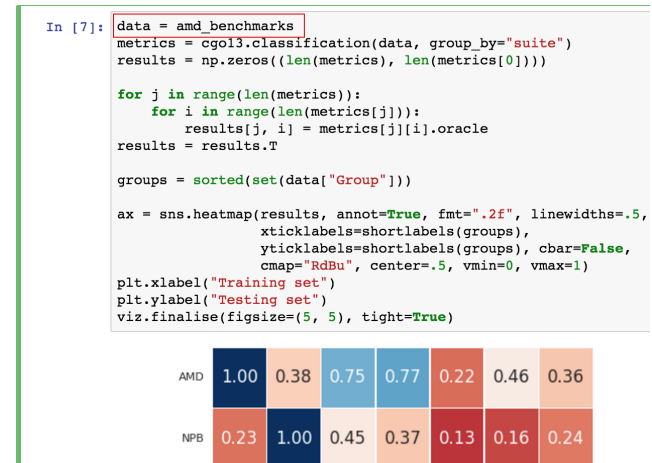 In [7]: data = amd_benchmarks
metrics = cgo13.classification(data, group_by="suite")
results = np.zeros((len(metrics), len(metrics[0])))
for j in range(len(metrics)):
    for i in range(len(metrics[j])):
        results[j, i] = metrics[j][i].oracle
results = results.T
groups = sorted(set(data["Group"]))
ax = sns.heatmap(results, annot=True, fmt=".2f", linewidths=.5,
                 xticklabels=shortlabels(groups),
                 yticklabels=shortlabels(groups), cbar=False,
                 cmap="RdBu", center=.5, vmin=0, vmax=1)
plt.xlabel("Training set")
plt.ylabel("Testing set")
viz.finalise(figsize=(5, 5), tight=True)
AMD 1.00 0.38 0.75 0.77 0.22 0.46 0.36
NPB 0.23 1.00 0.45 0.37 0.13 0.16 0.24